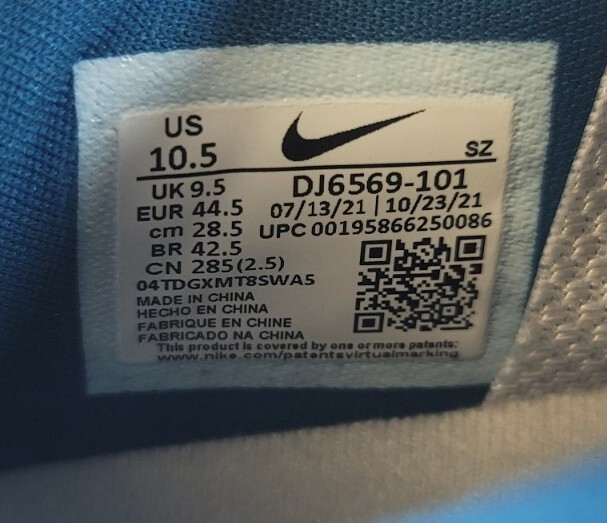 US
10.5
SZ
UK 9.5
DJ6569-101
EUR 44.5
07/13/21 | 10/23/21
cm 28.5
UPC 00195866250086
BR 42.5
CN 285(2.5)
04TDGXMT8SWA5
MADE IN CHINA
HECHO EN CHINA
FABRIQUE EN CHINE
FABRICADO NA CHINA
This product is covered by one or more patents:
www.nike.com/patentsvirtualmarking